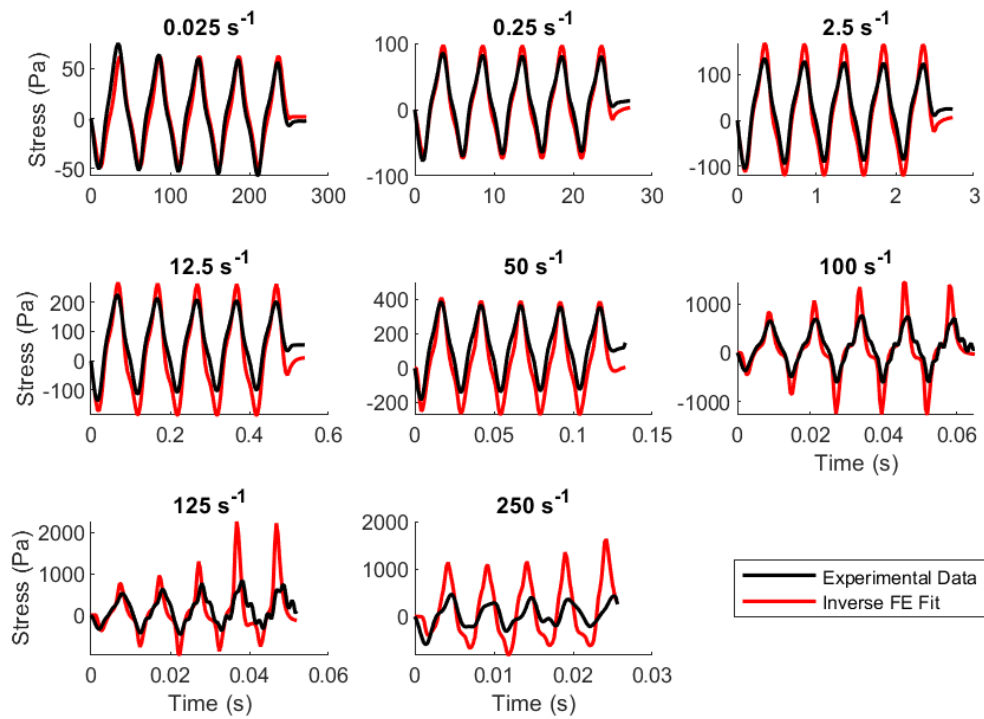 0.025 s⁻¹
0.25 s⁻¹
2.5 s⁻¹
Stress (Pa)
50
0
-50
0 100 200 300
100
0
-100
0 10 20 30
100
0
-100
0 1 2 3
12.5 s⁻¹
50 s⁻¹
100 s⁻¹
Stress (Pa)
200
100
0
-100
0 0.2 0.4 0.6
400
200
0
-200
0 0.05 0.1 0.15
1000
0
-1000
0 0.02 0.04 0.06
Time (s)
125 s⁻¹
250 s⁻¹
Stress (Pa)
2000
1000
0
0 0.02 0.04 0.06
Time (s)
2000
1000
0
0 0.01 0.02 0.03
Time (s)
Experimental Data
Inverse FE Fit